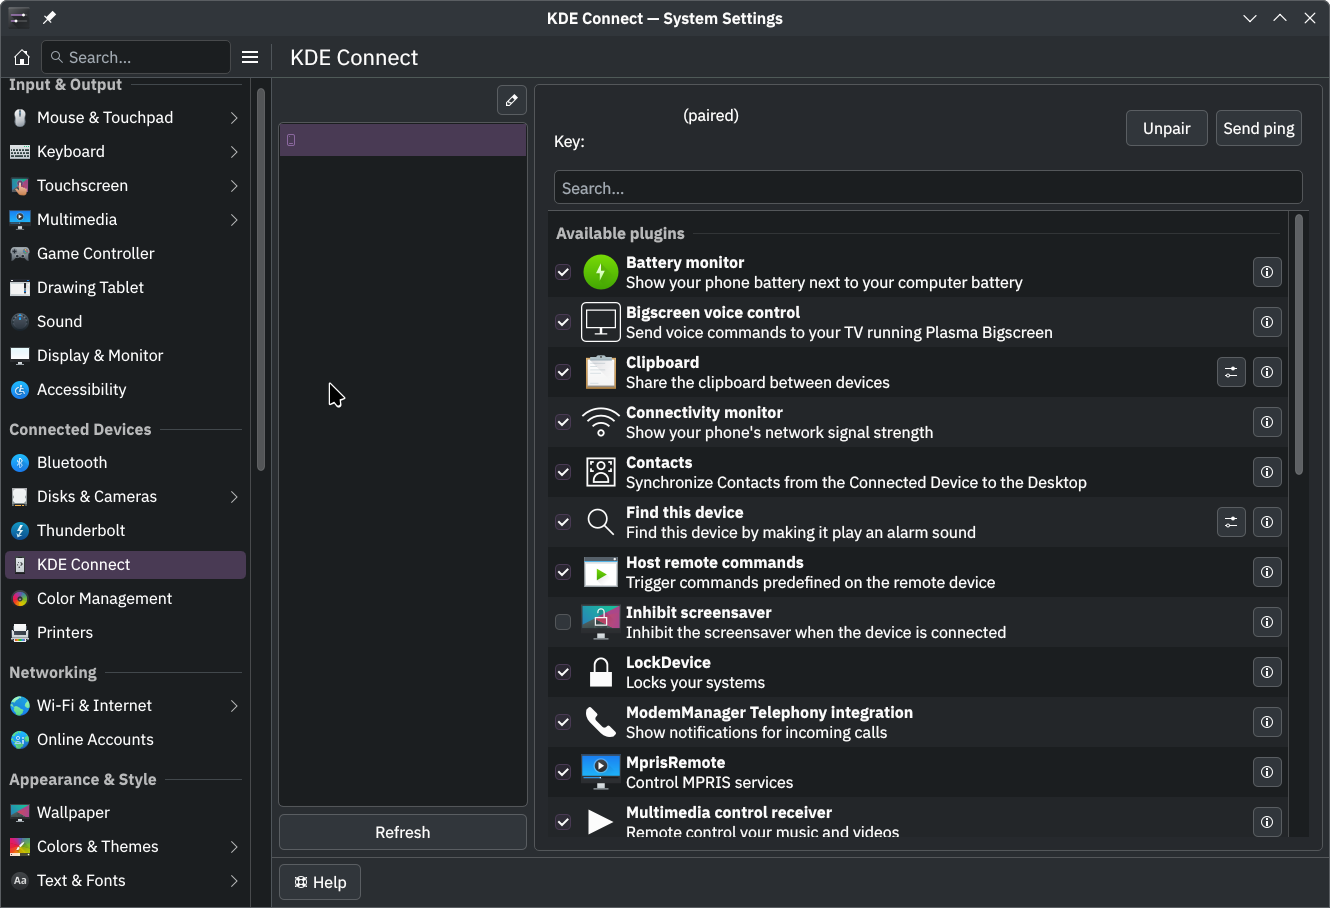 KDE Connect — System Settings
Search...
KDE Connect
Input & Output
Mouse & Touchpad
Keyboard
Touchscreen
Multimedia
Game Controller
Drawing Tablet
Sound
Display & Monitor
Accessibility
Connected Devices
Bluetooth
Disks & Cameras
Thunderbolt
KDE Connect
Color Management
Printers
Networking
Wi-Fi & Internet
Online Accounts
Appearance & Style
Wallpaper
Colors & Themes
Aa Text & Fonts
Refresh
Help
(paired)
Key:
Unpair
Send ping
Search...
Available plugins
Battery monitor
Show your phone battery next to your computer battery
Bigscreen voice control
Send voice commands to your TV running Plasma Bigscreen
Clipboard
Share the clipboard between devices
Connectivity monitor
Show your phone's network signal strength
Contacts
Synchronize Contacts from the Connected Device to the Desktop
Find this device
Find this device by making it play an alarm sound
Host remote commands
Trigger commands predefined on the remote device
Inhibit screensaver
Inhibit the screensaver when the device is connected
LockDevice
Locks your systems
ModemManager Telephony integration
Show notifications for incoming calls
MprisRemote
Control MPRIS services
Multimedia control receiver
Remote control your music and videos